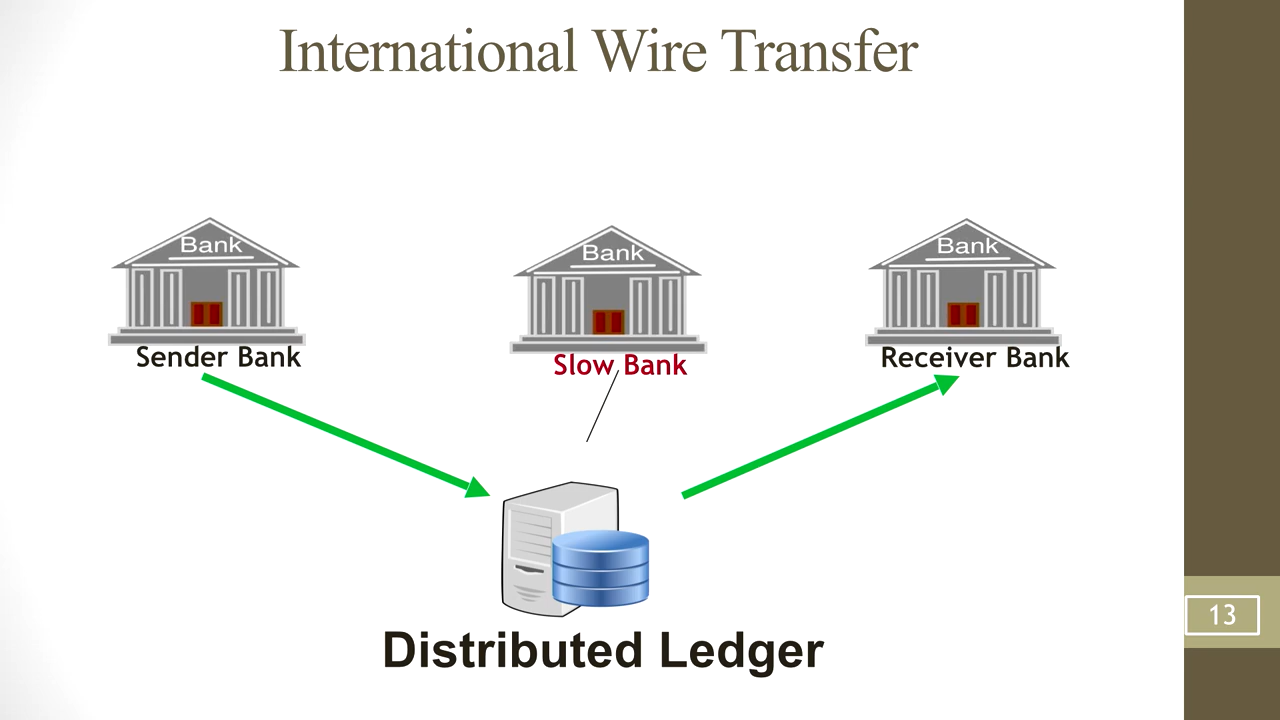 International Wire Transfer
Bank
Bank
Bank
Sender Bank
Slow Bank
Receiver Bank
Distributed Ledger
13